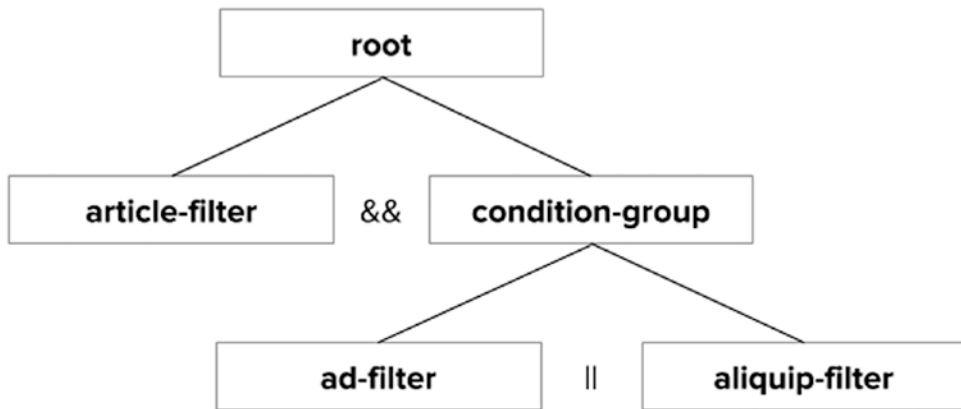 root
article-filter && condition-group
ad-filter || aliquip-filter